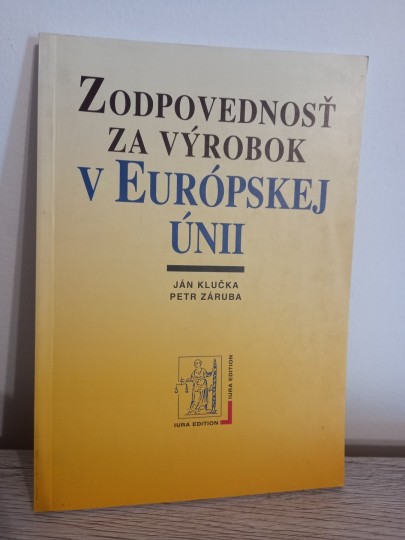 ZODPOVEDNOSŤ
ZA VÝROBOK
V EURÓPSKEJ
ÚNII
JÁN KLUČKA
PETR ZÁRUBA
IURA EDITION
IURA EDITION